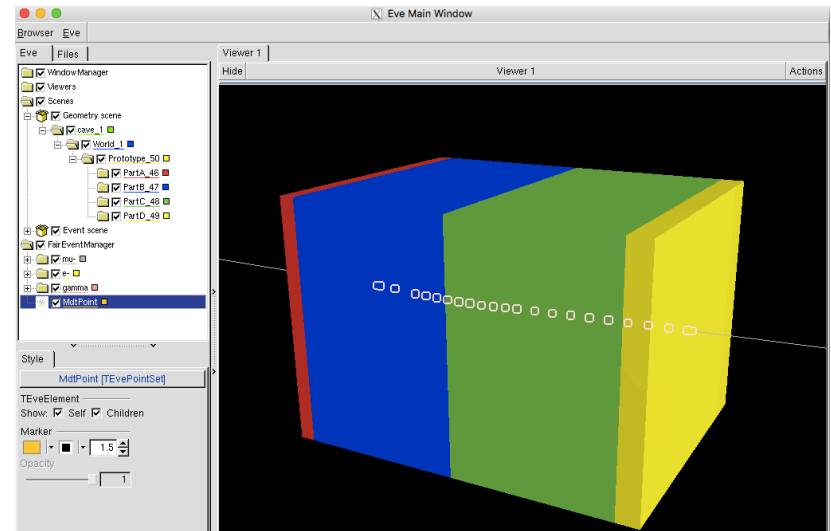 Eve Main Window
Browser Eve
Eve Files
WindowManager
Viewers
Scenes
Geometry scene
cave_1
World_1
Prototype_50
PartA_46
PartB_47
PartC_48
PartD_49
Event scene
FairEventManager
mu-
e-
gamma
MdtPoint
Style
MdtPoint [TEvePointSet]
TEveElement
Show: Self Children
Marker
1.5
Opacity
1
Viewer 1
Hide Viewer 1 Actions